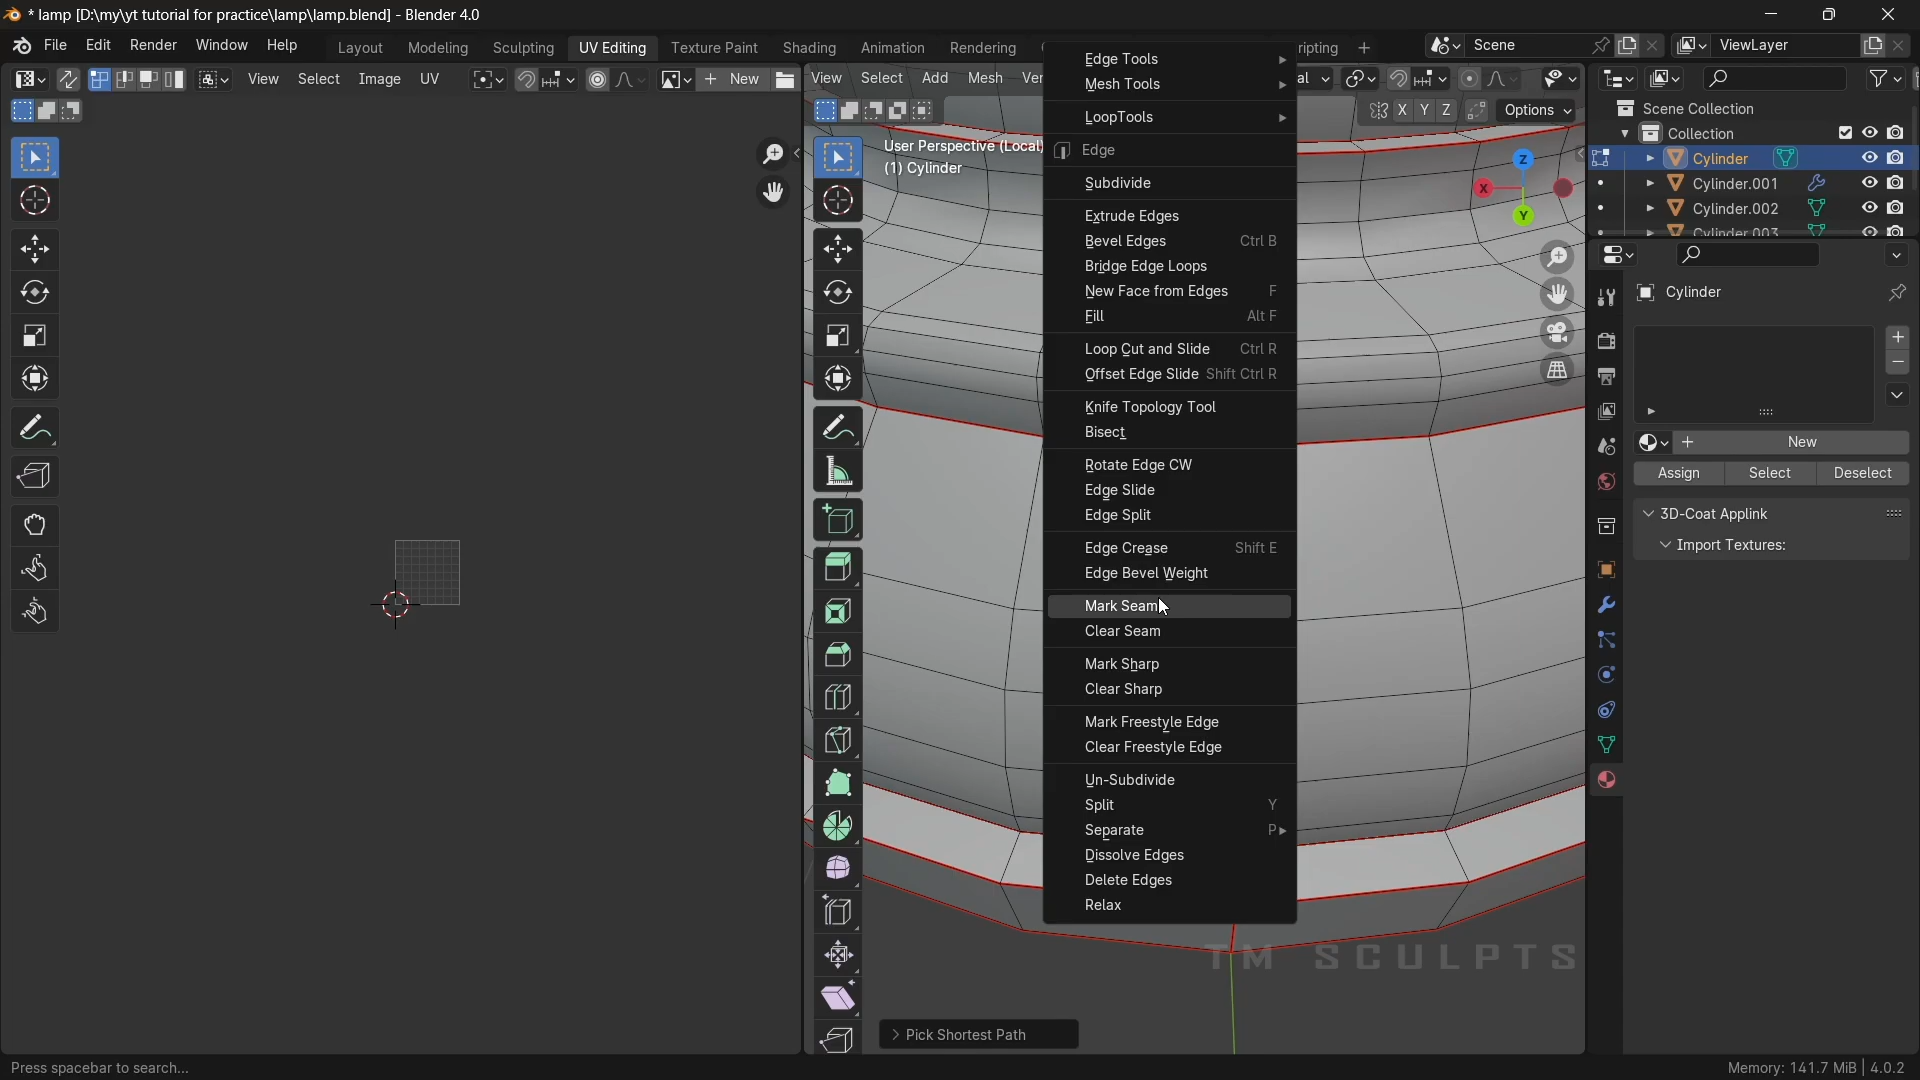 * lamp [D:\my\yt tutorial for practice\lamp\lamp.blend] - Blender 4.0
File Edit Render Window Help Layout Modeling Sculpting UV Editing Texture Paint Shading Animation Rendering ripting + Scene ViewLayer
View Select Image UV New View Select Add Mesh Ver al
X Y Z Options
User Perspective (Local)
(1) Cylinder
Edge Tools
Mesh Tools
LoopTools
Edge
Subdivide
Extrude Edges
Bevel Edges Ctrl B
Bridge Edge Loops
New Face from Edges F
Fill Alt F
Loop Cut and Slide Ctrl R
Offset Edge Slide Shift Ctrl R
Knife Topology Tool
Bisect
Rotate Edge CW
Edge Slide
Edge Split
Edge Crease Shift E
Edge Bevel Weight
Mark Seam
Clear Seam
Mark Sharp
Clear Sharp
Mark Freestyle Edge
Clear Freestyle Edge
Un-Subdivide
Split Y
Separate P
Dissolve Edges
Delete Edges
Relax
Z
X
Y
Scene Collection
Collection
Cylinder
Cylinder.001
Cylinder.002
Cylinder.003
Cylinder
New
Assign Select Deselect
3D-Coat Applink
Import Textures:
TM SCULPTS
Pick Shortest Path
Press spacebar to search...
Memory: 141.7 MiB | 4.0.2